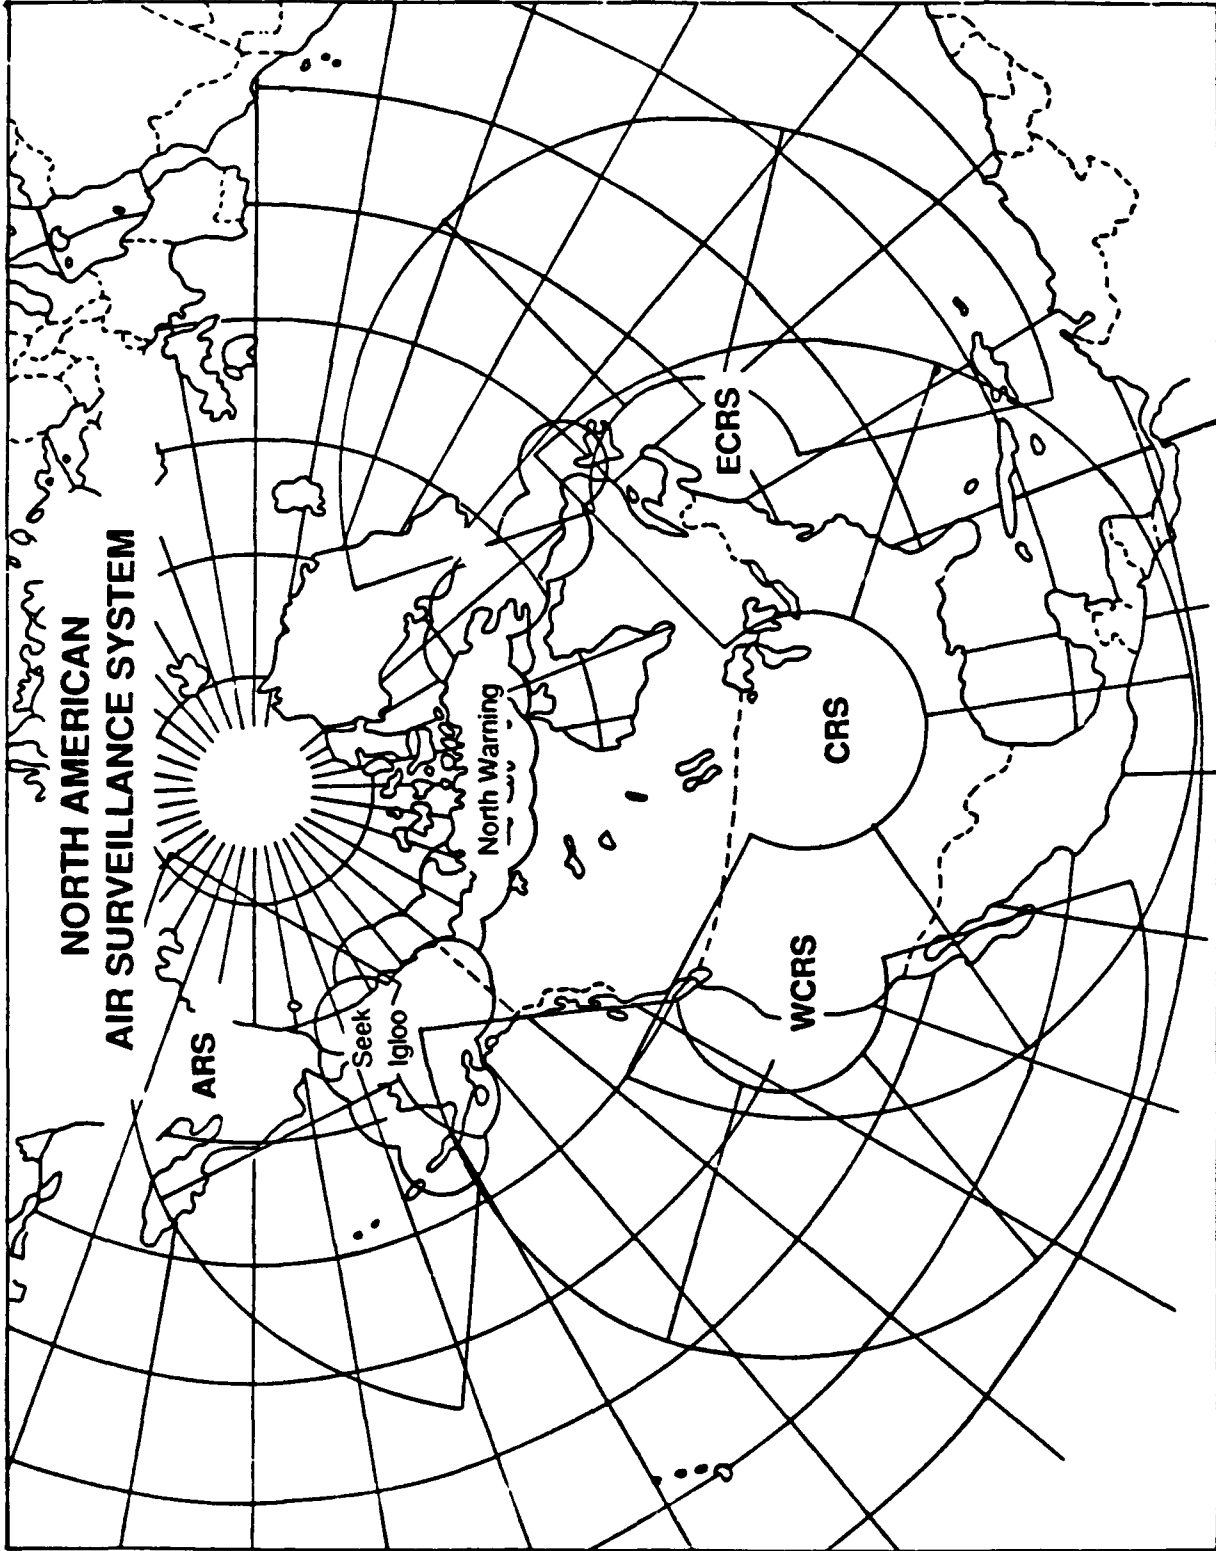 NORTH AMERICAN
AIR SURVEILLANCE SYSTEM
ARS
Seek
Igloo
North Warning
ECRS
CRS
WCRS